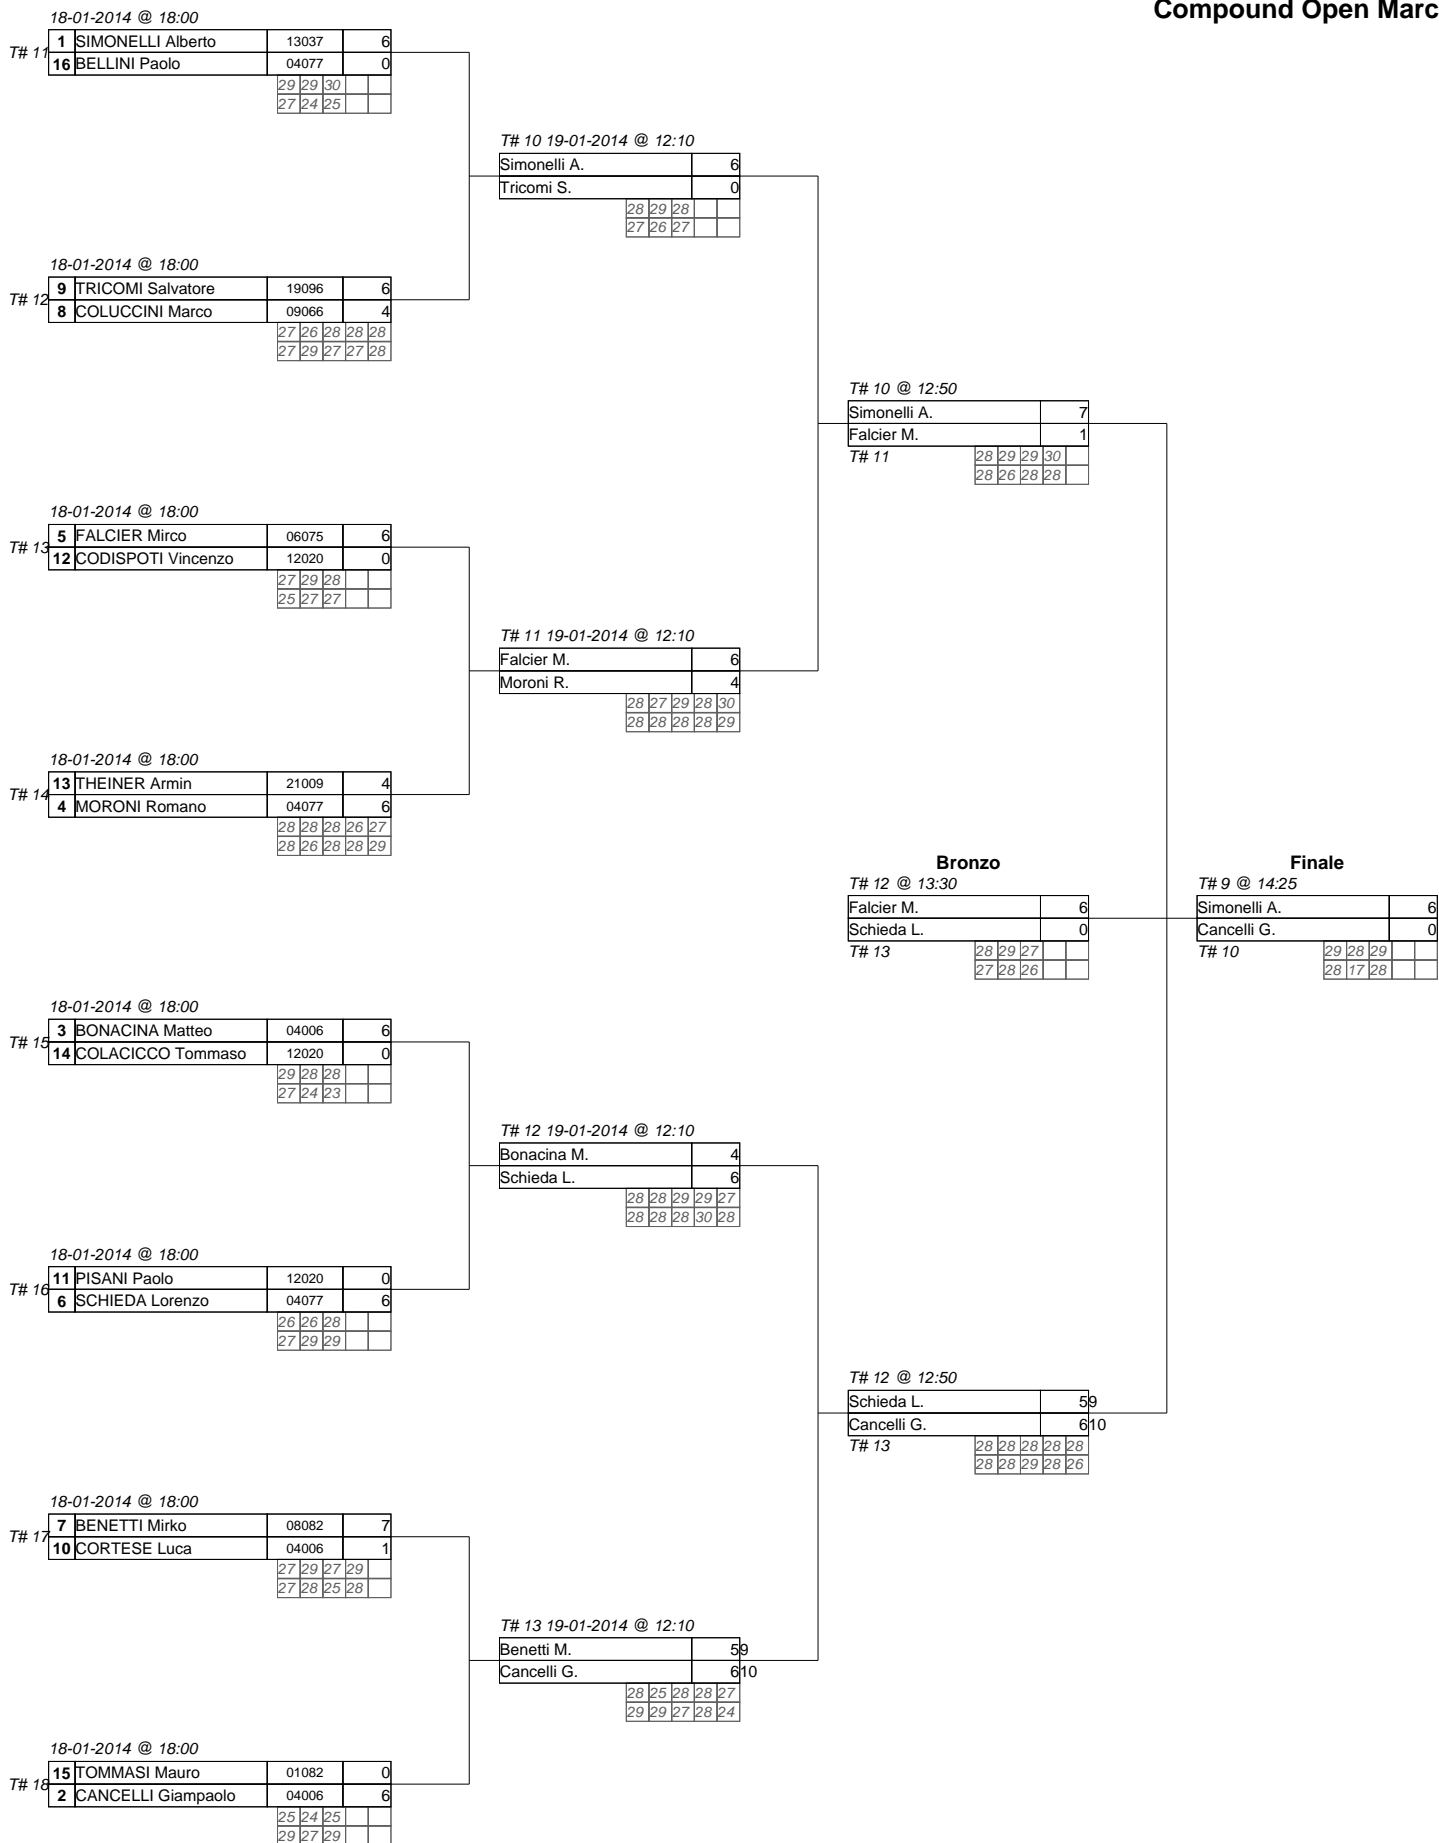 Compound Open Marc
18-01-2014 @ 18:00
T# 11
1 SIMONELLI Alberto 13037 6
16 BELLINI Paolo 04077 0
29 29 30
27 24 25
T# 10 19-01-2014 @ 12:10
Simonelli A. 6
Tricomi S. 0
28 29 28
27 26 27
18-01-2014 @ 18:00
T# 12
9 TRICOMI Salvatore 19096 6
8 COLUCCINI Marco 09066 4
27 26 28 28 28
27 29 27 27 28
T# 10 @ 12:50
Simonelli A. 7
Falcier M. 1
T# 11
28 29 29 30
28 26 28 28
18-01-2014 @ 18:00
T# 13
5 FALCIER Mirco 06075 6
12 CODISPOTI Vincenzo 12020 0
27 29 28
25 27 27
T# 11 19-01-2014 @ 12:10
Falcier M. 6
Moroni R. 4
28 27 29 28 30
28 28 28 28 29
18-01-2014 @ 18:00
T# 14
13 THEINER Armin 21009 4
4 MORONI Romano 04077 6
28 28 28 26 27
28 26 28 28 29
Bronzo
T# 12 @ 13:30
Falcier M. 6
Schieda L. 0
T# 13
28 29 27
27 28 26
Finale
T# 9 @ 14:25
Simonelli A. 6
Cancelli G. 0
T# 10
29 28 29
28 17 28
18-01-2014 @ 18:00
T# 15
3 BONACINA Matteo 04006 6
14 COLACICCO Tommaso 12020 0
29 28 28
27 24 23
T# 12 19-01-2014 @ 12:10
Bonacina M. 4
Schieda L. 6
28 28 29 29 27
28 28 28 30 28
18-01-2014 @ 18:00
T# 16
11 PISANI Paolo 12020 0
6 SCHIEDA Lorenzo 04077 6
26 26 28
27 29 29
T# 12 @ 12:50
Schieda L. 5 9
Cancelli G. 6 10
T# 13
28 28 28 28 28
28 28 29 28 26
18-01-2014 @ 18:00
T# 17
7 BENETTI Mirko 08082 7
10 CORTESE Luca 04006 1
27 29 27 29
27 28 25 28
T# 13 19-01-2014 @ 12:10
Benetti M. 5 9
Cancelli G. 6 10
28 25 28 28 27
29 29 27 28 24
18-01-2014 @ 18:00
T# 18
15 TOMMASI Mauro 01082 0
2 CANCELLI Giampaolo 04006 6
25 24 25
29 27 29